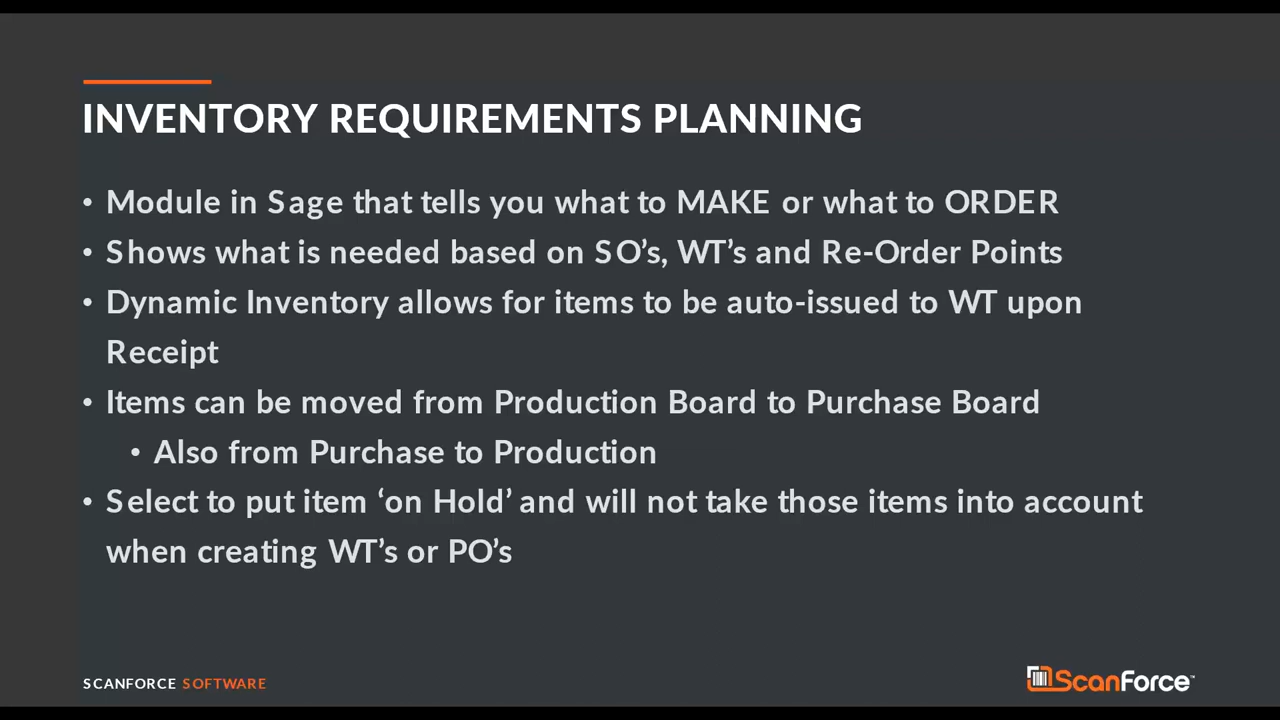 INVENTORY REQUIREMENTS PLANNING
• Module in Sage that tells you what to MAKE or what to ORDER
• Shows what is needed based on SO’s, WT’s and Re-Order Points
• Dynamic Inventory allows for items to be auto-issued to WT upon
Receipt
• Items can be moved from Production Board to Purchase Board
• Also from Purchase to Production
• Select to put item ‘on Hold’ and will not take those items into account
when creating WT’s or PO’s
SCANFORCE SOFTWARE
ScanForce™